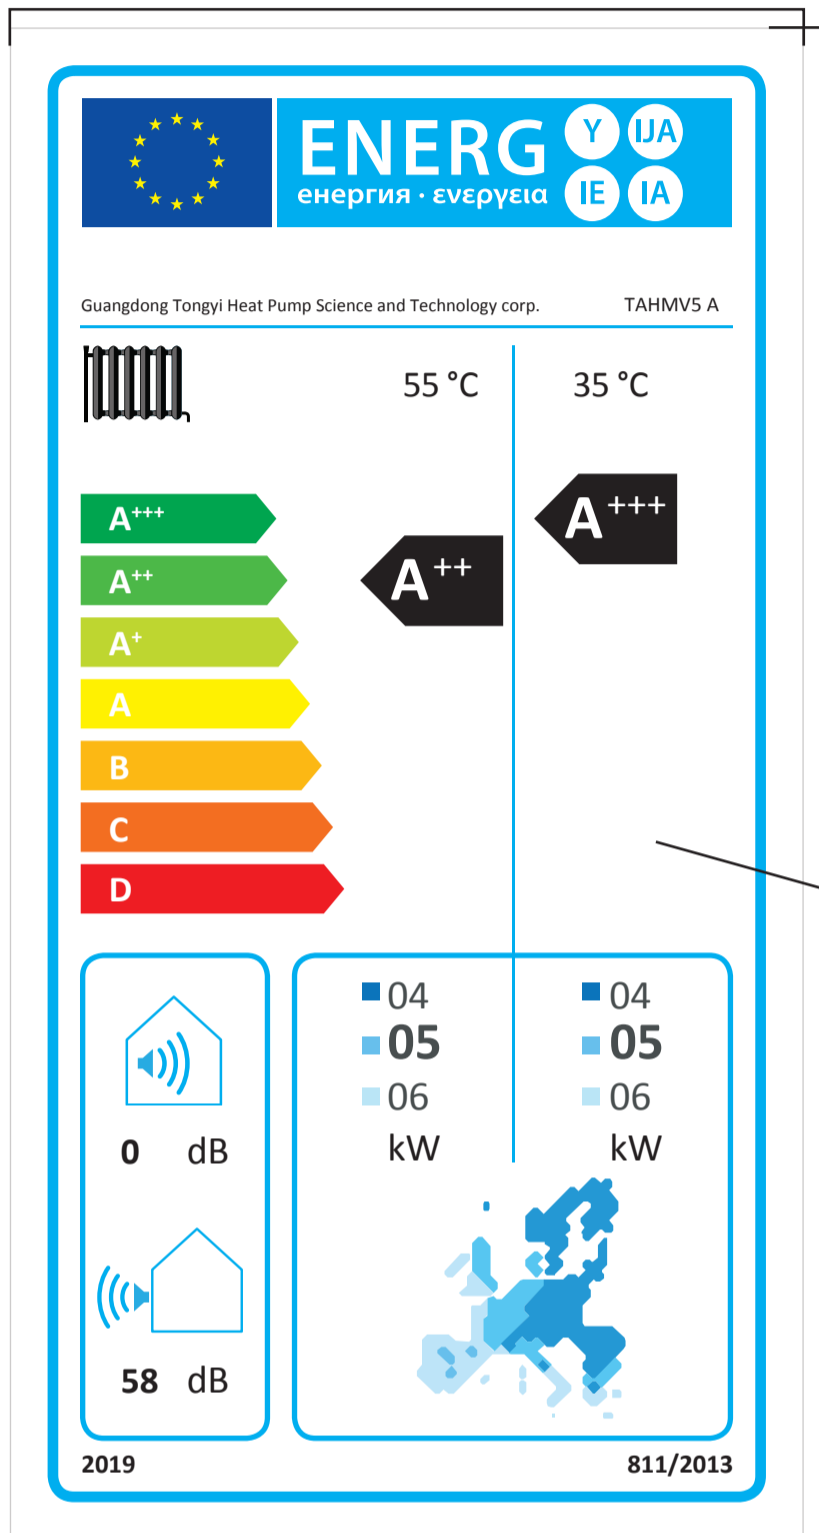 ENERG Y IJA
енергия · ενεργεια IE IA
Guangdong Tongyi Heat Pump Science and Technology corp. TAHMV5 A
55 °C 35 °C
A+++
A+++
A++
A++
A+
A
B
C
D
04 04
05 05
06 06
kW kW
0 dB
58 dB
2019 811/2013